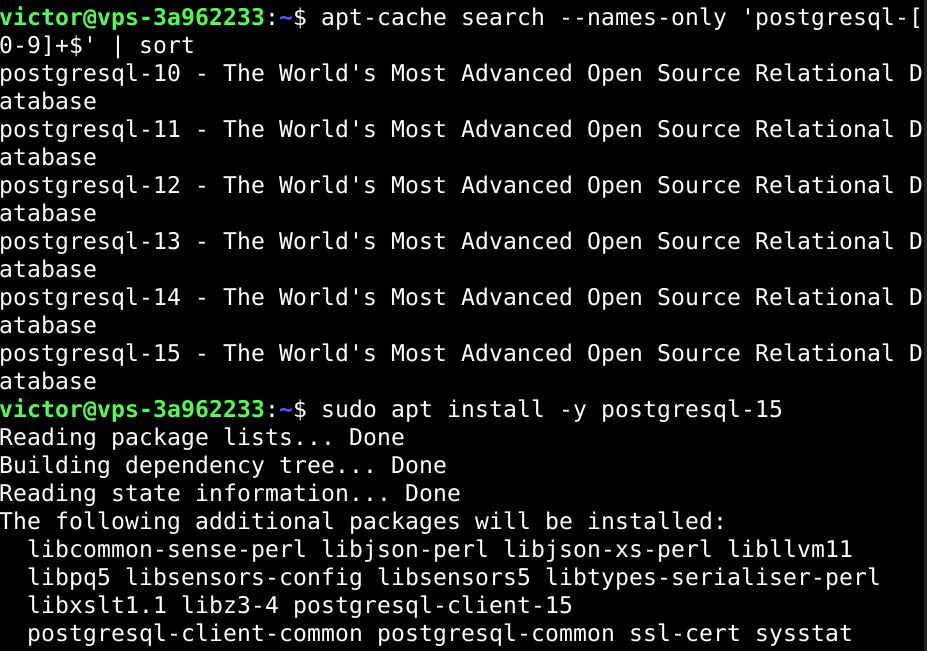 victor@vps-3a962233:~$ apt-cache search --names-only 'postgresql-[
0-9]+$' | sort
postgresql-10 - The World's Most Advanced Open Source Relational D
atabase
postgresql-11 - The World's Most Advanced Open Source Relational D
atabase
postgresql-12 - The World's Most Advanced Open Source Relational D
atabase
postgresql-13 - The World's Most Advanced Open Source Relational D
atabase
postgresql-14 - The World's Most Advanced Open Source Relational D
atabase
postgresql-15 - The World's Most Advanced Open Source Relational D
atabase
victor@vps-3a962233:~$ sudo apt install -y postgresql-15
Reading package lists... Done
Building dependency tree... Done
Reading state information... Done
The following additional packages will be installed:
  libcommon-sense-perl libjson-perl libjson-xs-perl libllvm11
  libpq5 libsensors-config libsensors5 libtypes-serialiser-perl
  libxslt1.1 libz3-4 postgresql-client-15
  postgresql-client-common postgresql-common ssl-cert sysstat